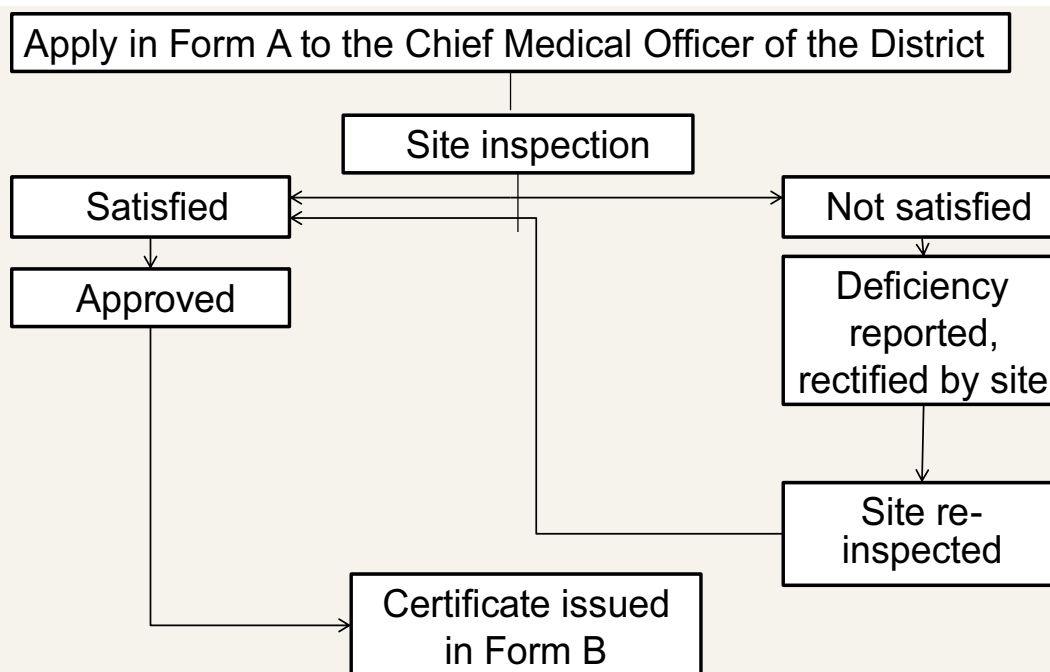 Apply in Form A to the Chief Medical Officer of the District
Site inspection
Satisfied
Not satisfied
Approved
Deficiency
reported,
rectified by site
Site re-
inspected
Certificate issued
in Form B